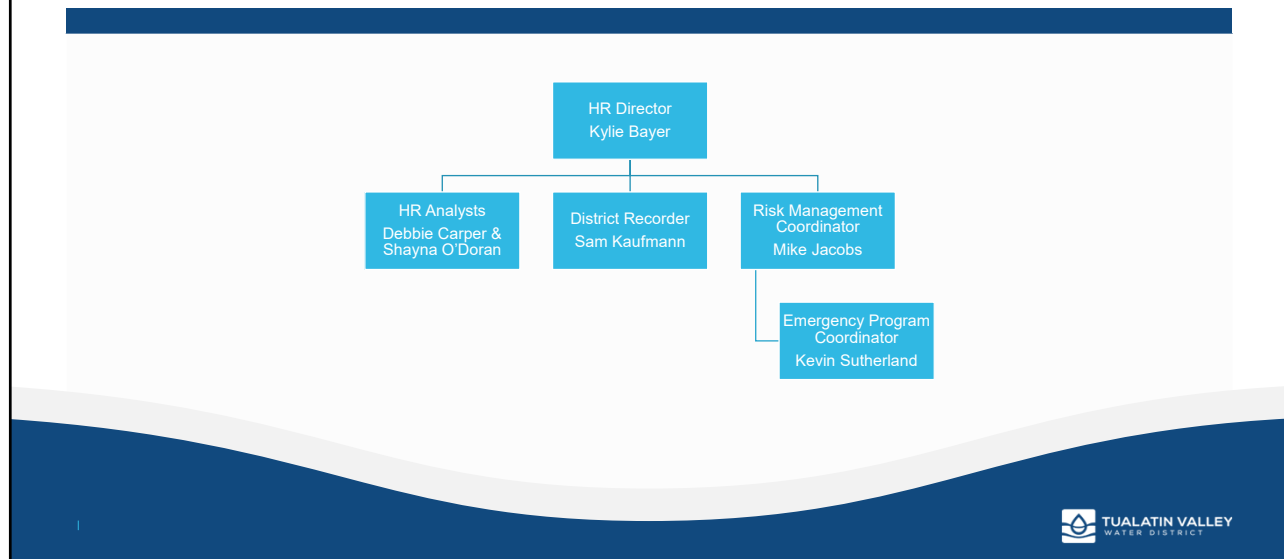 HR Director
Kylie Bayer
HR Analysts
Debbie Carper &
Shayna O'Doran
District Recorder
Sam Kaufmann
Risk Management
Coordinator
Mike Jacobs
Emergency Program
Coordinator
Kevin Sutherland
|
TUALATIN VALLEY
WATER DISTRICT